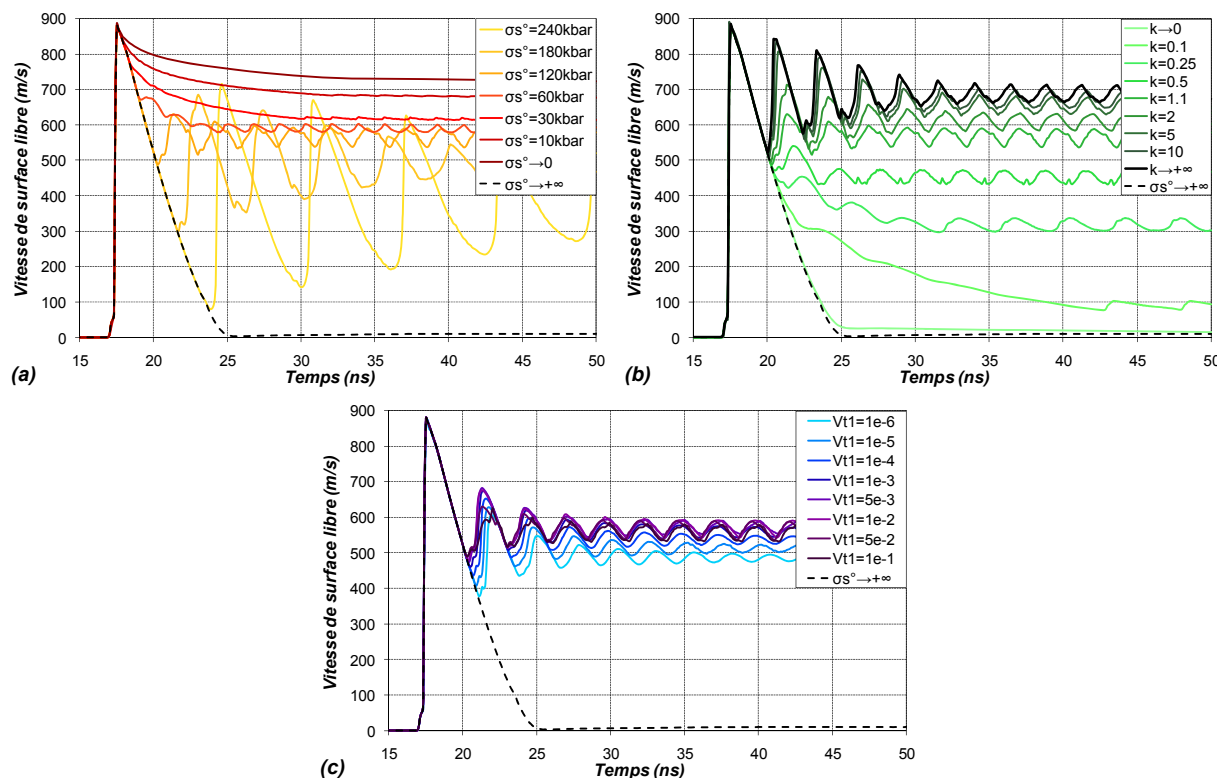 Vitesse de surface libre (m/s)
900
800
700
600
500
400
300
200
100
0
15 20 25 30 35 40 45 50
Temps (ns)
(a)
σs°=240kbar
σs°=180kbar
σs°=120kbar
σs°=60kbar
σs°=30kbar
σs°=10kbar
σs°→0
σs°→+∞
Vitesse de surface libre (m/s)
900
800
700
600
500
400
300
200
100
0
15 20 25 30 35 40 45 50
Temps (ns)
(b)
k→0
k=0.1
k=0.25
k=0.5
k=1.1
k=2
k=5
k=10
k→+∞
σs°→+∞
Vitesse de surface libre (m/s)
900
800
700
600
500
400
300
200
100
0
15 20 25 30 35 40 45 50
Temps (ns)
(c)
Vt1=1e-6
Vt1=1e-5
Vt1=1e-4
Vt1=1e-3
Vt1=5e-3
Vt1=1e-2
Vt1=5e-2
Vt1=1e-1
σs°→+∞